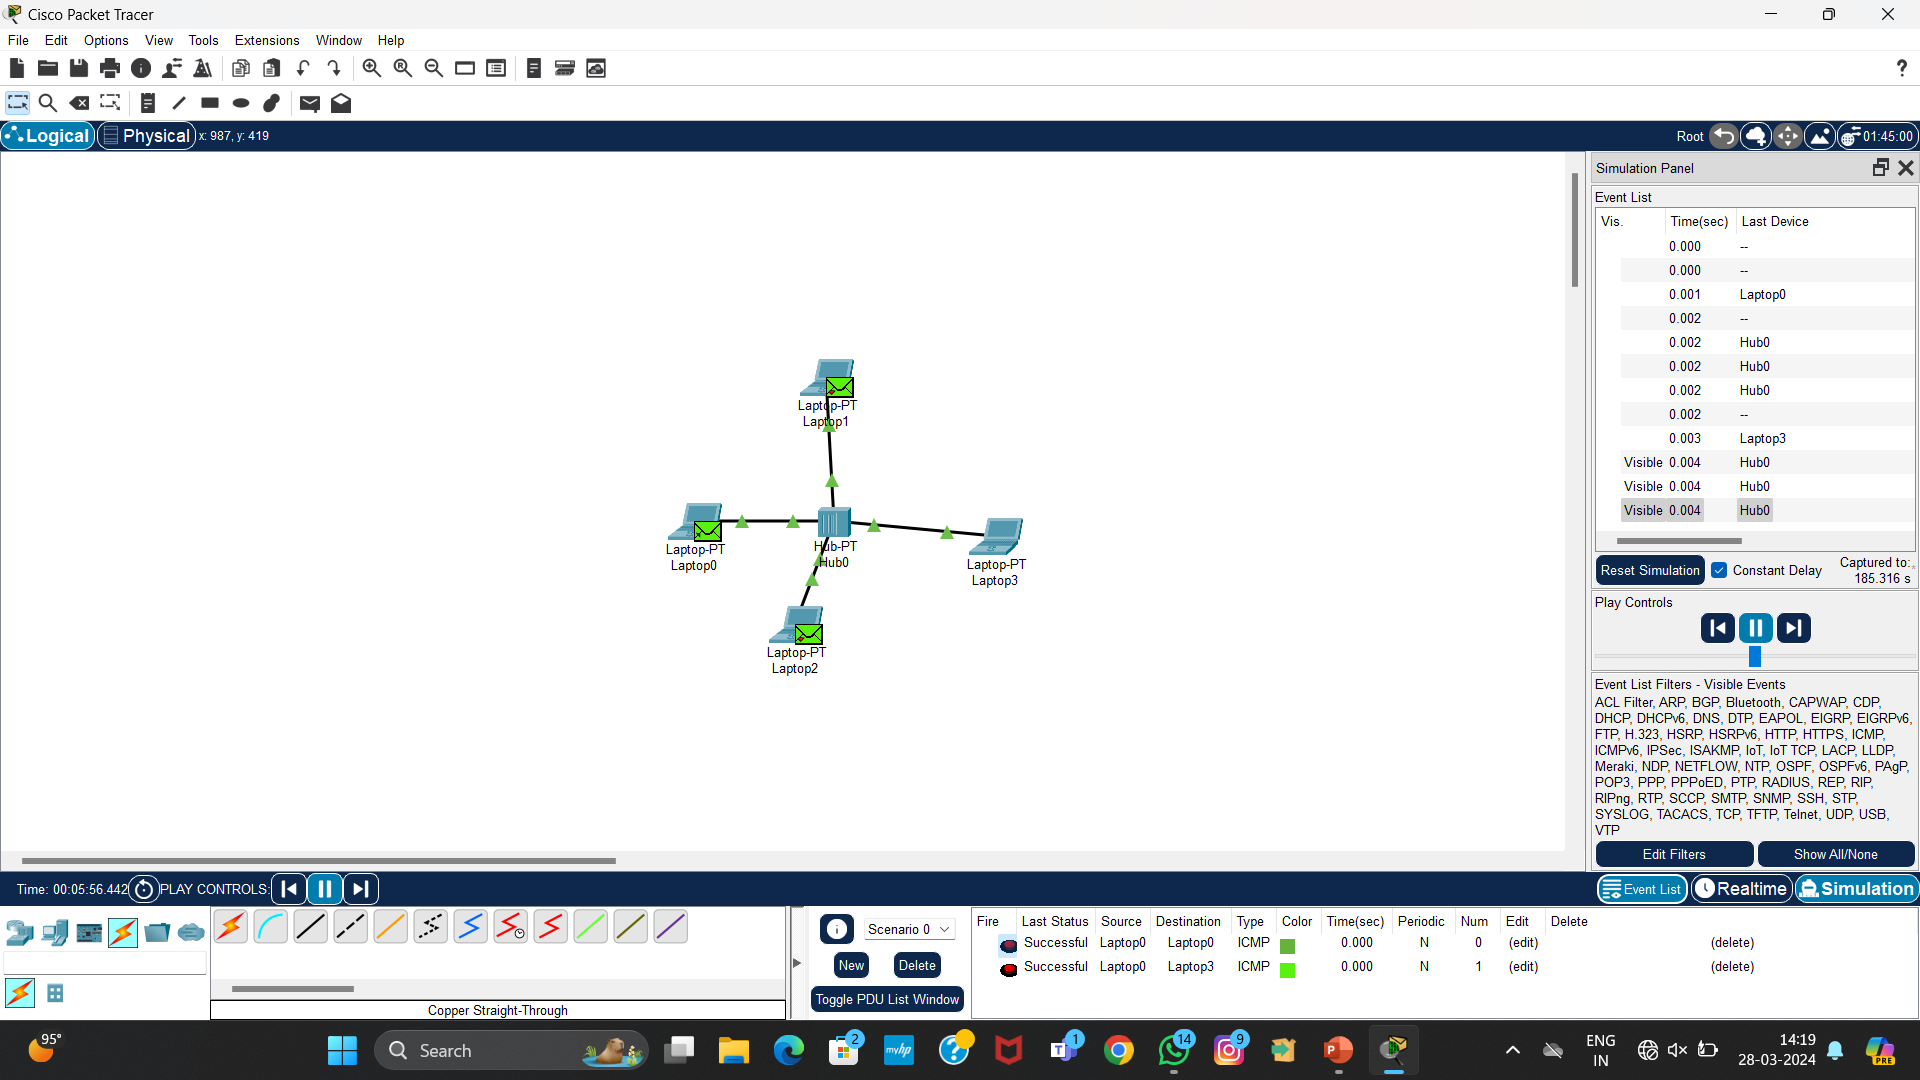 Cisco Packet Tracer
File Edit Options View Tools Extensions Window Help
Logical Physical x: 987, y: 419 Root 01:45:00
Simulation Panel
Event List
Vis. Time(sec) Last Device
0.000 --
0.000 --
0.001 Laptop0
0.002 --
0.002 Hub0
0.002 Hub0
0.002 Hub0
0.002 --
0.003 Laptop3
Visible 0.004 Hub0
Visible 0.004 Hub0
Visible 0.004 Hub0
Reset Simulation Constant Delay Captured to:
185.316 s
Play Controls
Event List Filters - Visible Events
ACL Filter, ARP, BGP, Bluetooth, CAPWAP, CDP,
DHCP, DHCPv6, DNS, DTP, EAPOL, EIGRP, EIGRPv6,
FTP, H.323, HSRP, HSRPv6, HTTP, HTTPS, ICMP,
ICMPv6, IPSec, ISAKMP, IoT, IoT TCP, LACP, LLDP,
Meraki, NDP, NETFLOW, NTP, OSPF, OSPFv6, PAgP,
POP3, PPP, PPPoED, PTP, RADIUS, REP, RIP,
RIPng, RTP, SCCP, SMTP, SNMP, SSH, STP,
SYSLOG, TACACS, TCP, TFTP, Telnet, UDP, USB,
VTP
Edit Filters Show All/None
Laptop-PT
Laptop1
Laptop-PT
Laptop0
Hub-PT
Hub0
Laptop-PT
Laptop3
Laptop-PT
Laptop2
Time: 00:05:56.442 PLAY CONTROLS: Event List Realtime Simulation
Copper Straight-Through
Scenario 0
New Delete
Toggle PDU List Window
Fire Last Status Source Destination Type Color Time(sec) Periodic Num Edit Delete
Successful Laptop0 Laptop0 ICMP 0.000 N 0 (edit) (delete)
Successful Laptop0 Laptop3 ICMP 0.000 N 1 (edit) (delete)
95°
Search
2
myhp
1
14
9
ENG
IN
14:19
28-03-2024
PRE